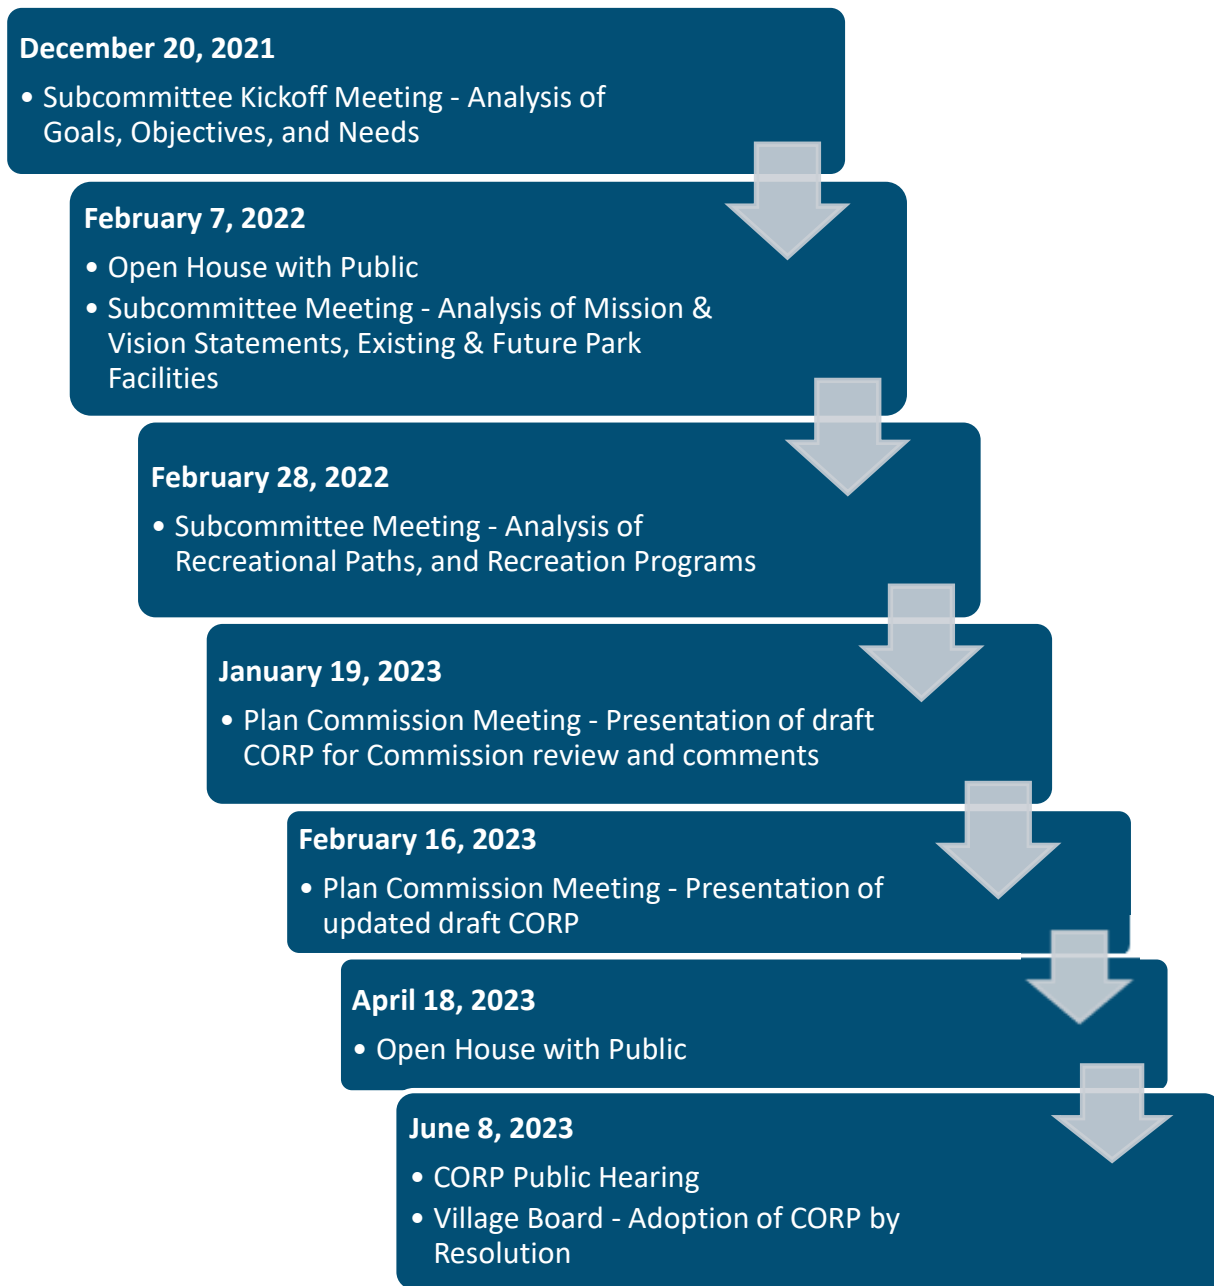 December 20, 2021
• Subcommittee Kickoff Meeting - Analysis of
Goals, Objectives, and Needs
February 7, 2022
• Open House with Public
• Subcommittee Meeting - Analysis of Mission &
Vision Statements, Existing & Future Park
Facilities
February 28, 2022
• Subcommittee Meeting - Analysis of
Recreational Paths, and Recreation Programs
January 19, 2023
• Plan Commission Meeting - Presentation of draft
CORP for Commission review and comments
February 16, 2023
• Plan Commission Meeting - Presentation of
updated draft CORP
April 18, 2023
• Open House with Public
June 8, 2023
• CORP Public Hearing
• Village Board - Adoption of CORP by
Resolution